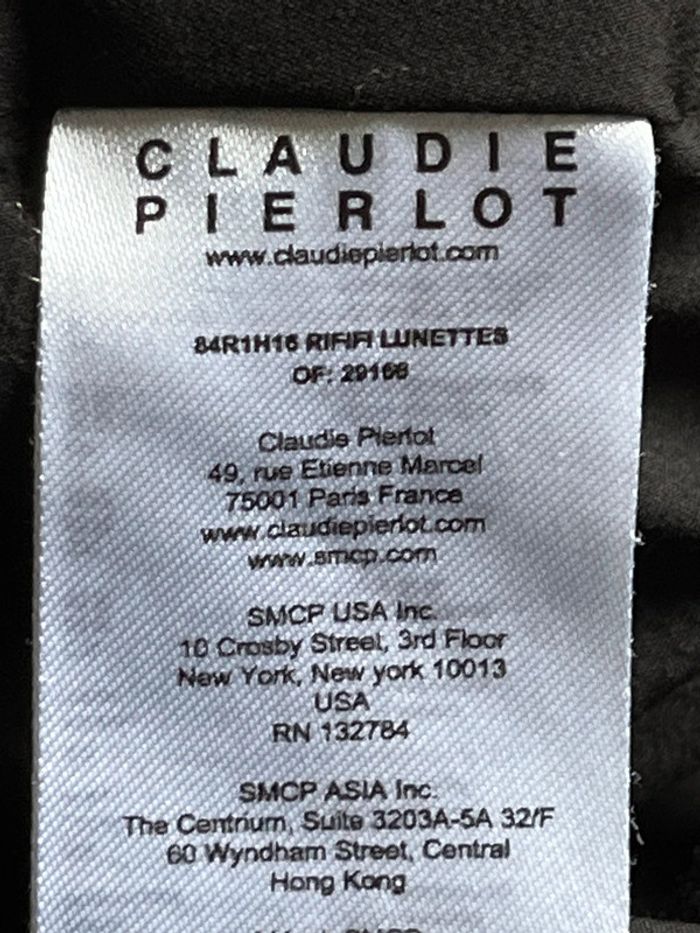 CLAUDIE
PIERLOT
www.claudiepierlot.com
84R1H16 RIFIFI LUNETTES
OF: 29168
Claudie Pierlot
49, rue Etienne Marcel
75001 Paris France
www.claudiepierlot.com
www.smcp.com
SMCP USA Inc.
10 Crosby Street, 3rd Floor
New York, New york 10013
USA
RN 132784
SMCP ASIA Inc.
The Centrium, Suite 3203A-5A 32/F
60 Wyndham Street, Central
Hong Kong